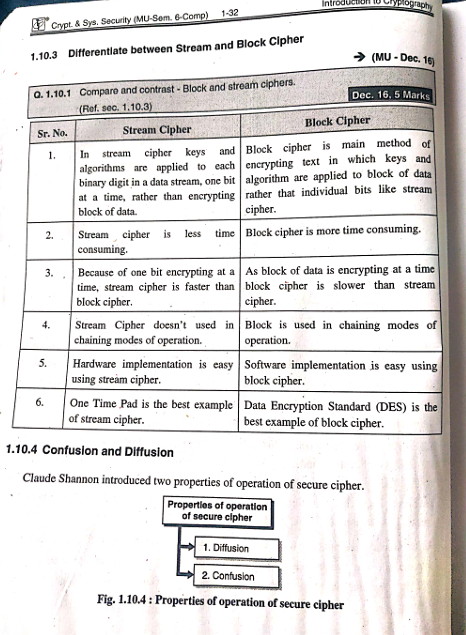 Crypt. & Sys. Security (MU-Sem. 6-Comp) 1-32 Introduction to Cryptography
1.10.3 Differentiate between Stream and Block Cipher
→ (MU - Dec. 16)
Q. 1.10.1 Compare and contrast - Block and stream ciphers.
(Ref. sec. 1.10.3) Dec. 16, 5 Marks
Sr. No. Stream Cipher Block Cipher
1. In stream cipher keys and
algorithms are applied to each
binary digit in a data stream, one bit
at a time, rather than encrypting
block of data.
Block cipher is main method of
encrypting text in which keys and
algorithm are applied to block of data
rather that individual bits like stream
cipher.
2. Stream cipher is less time
consuming.
Block cipher is more time consuming.
3. Because of one bit encrypting at a
time, stream cipher is faster than
block cipher.
As block of data is encrypting at a time
block cipher is slower than stream
cipher.
4. Stream Cipher doesn't used in
chaining modes of operation.
Block is used in chaining modes of
operation.
5. Hardware implementation is easy
using stream cipher.
Software implementation is easy using
block cipher.
6. One Time Pad is the best example
of stream cipher.
Data Encryption Standard (DES) is the
best example of block cipher.
1.10.4 Confusion and Diffusion
Claude Shannon introduced two properties of operation of secure cipher.
Properties of operation
of secure cipher
1. Diffusion
2. Confusion
Fig. 1.10.4 : Properties of operation of secure cipher